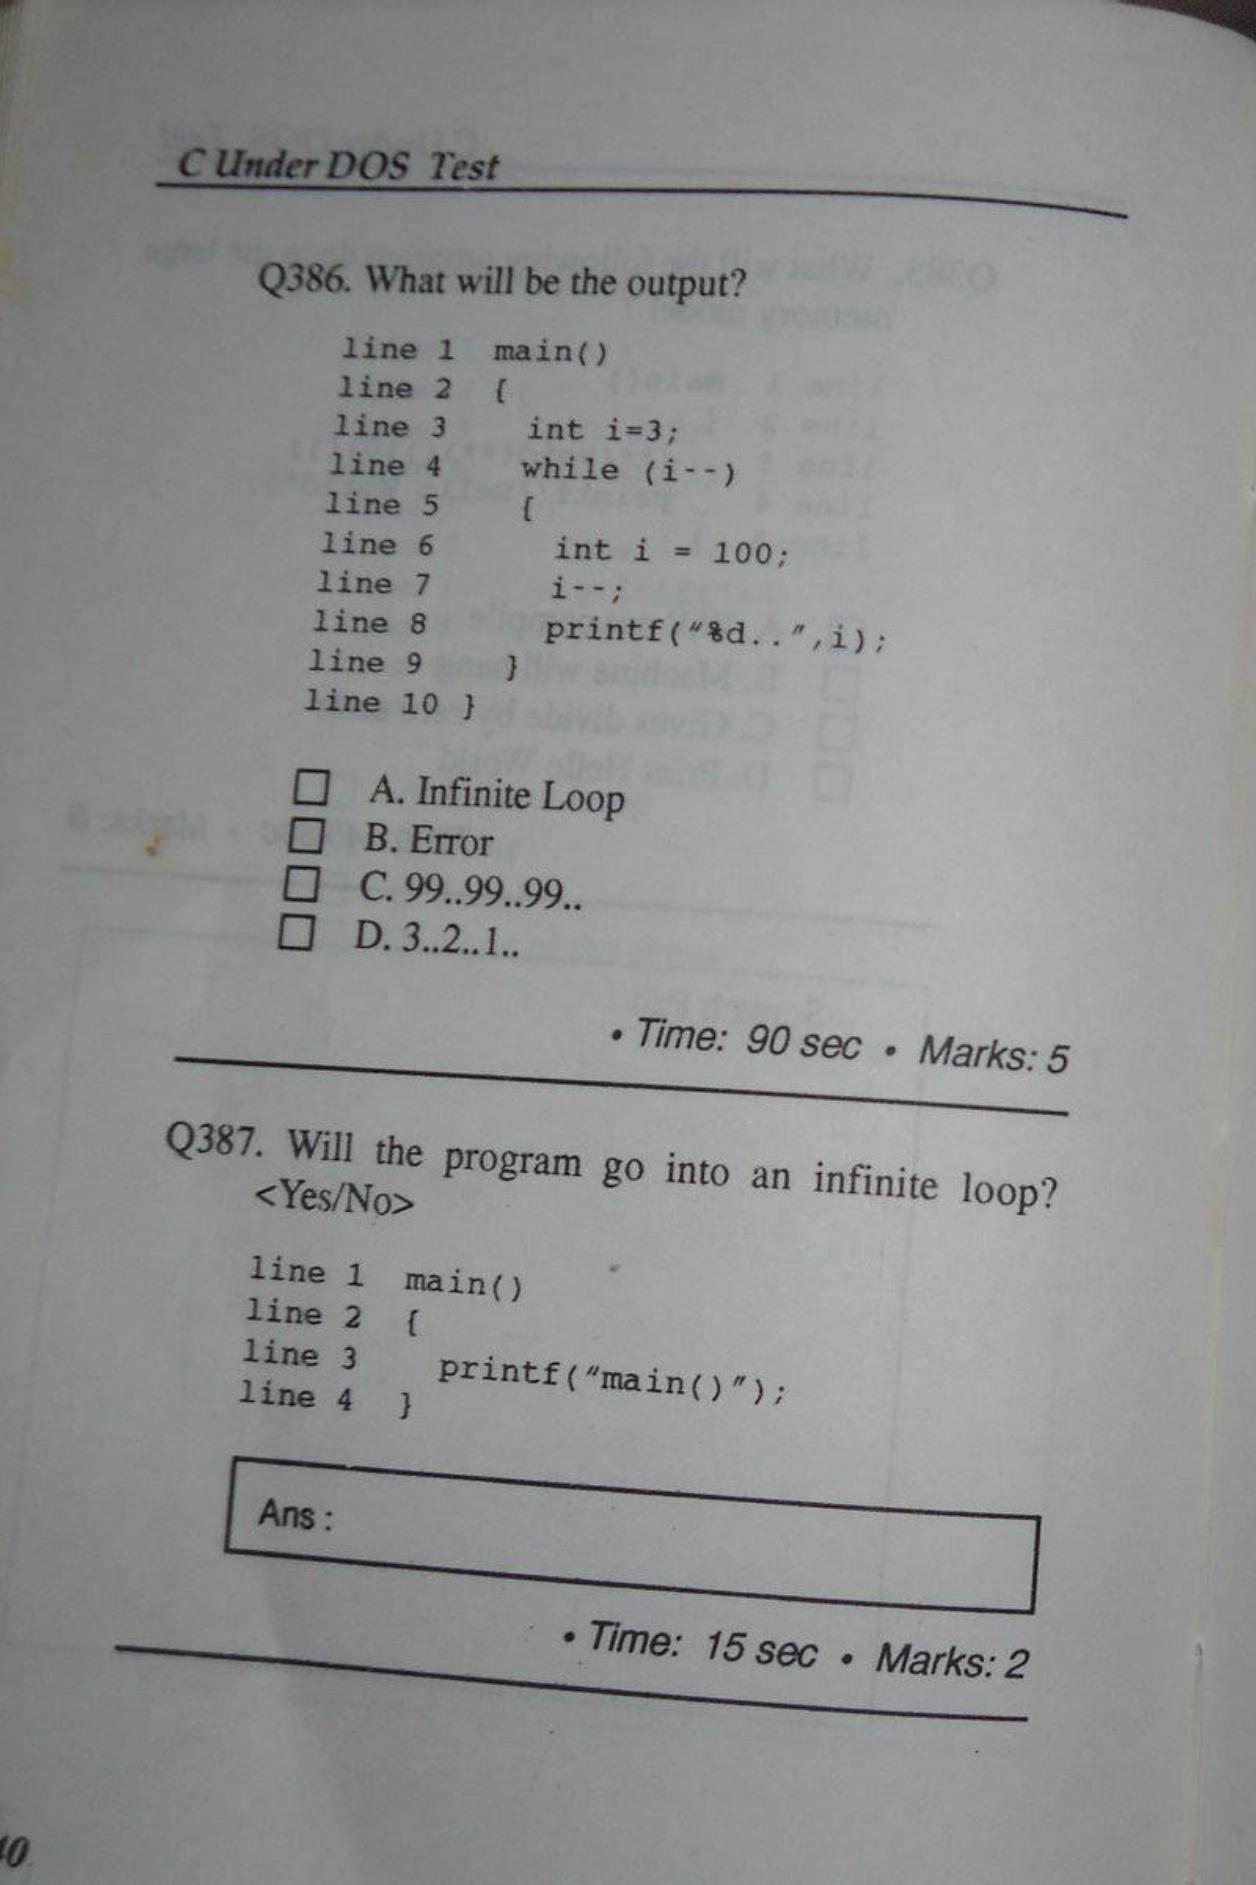 C Under DOS Test
Q386. What will be the output?
line 1 main()
line 2 {
line 3 int i=3;
line 4 while (i--)
line 5 {
line 6 int i = 100;
line 7 i--;
line 8 printf("%d..",i);
line 9 }
line 10 }
A. Infinite Loop
B. Error
C. 99..99..99..
D. 3..2..1..
• Time: 90 sec • Marks: 5
Q387. Will the program go into an infinite loop?
<Yes/No>
line 1 main()
line 2 {
line 3 printf("main()");
line 4 }
Ans :
• Time: 15 sec • Marks: 2